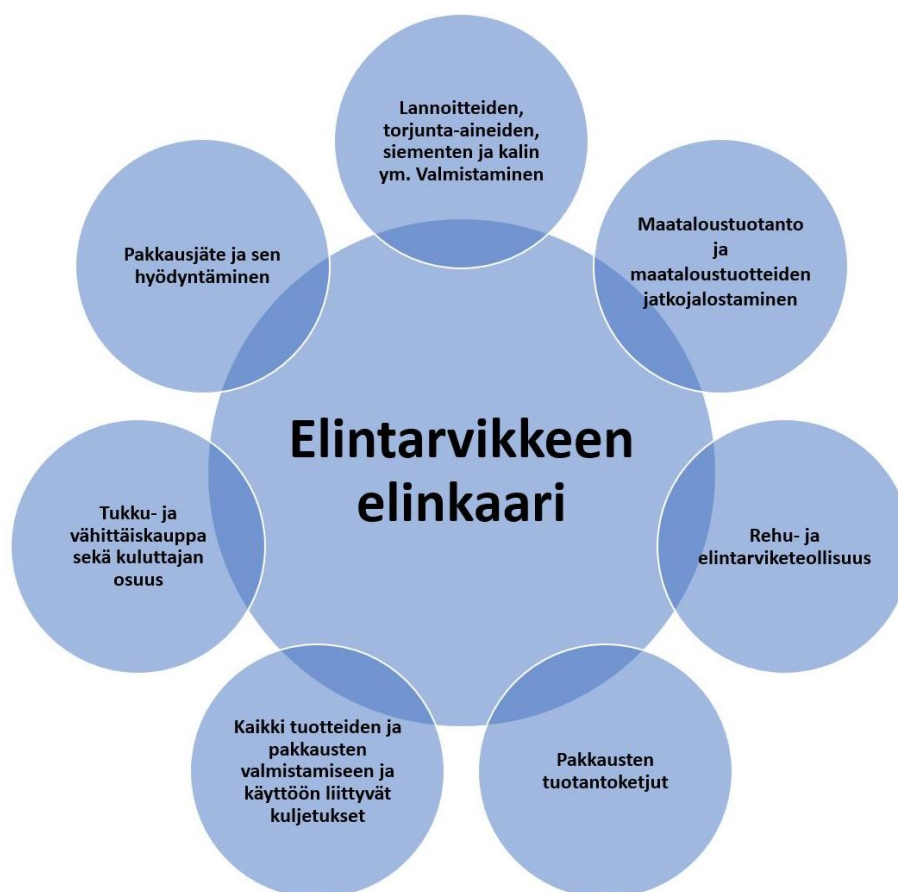 Lannoitteiden,
torjunta-aineiden,
siementen ja kalin
ym. Valmistaminen
Maataloustuotanto
ja
maataloustuotteiden
jatkojalostaminen
Rehu- ja
elintarviketeollisuus
Pakkausten
tuotantoketjut
Kaikki tuotteiden ja
pakkausten
valmistamiseen ja
käyttöön liittyvät
kuljetukset
Tukku- ja
vähittäiskauppa
sekä kuluttajan
osuus
Pakkausjäte ja sen
hyödyntäminen
Elintarvikkeen
elinkaari